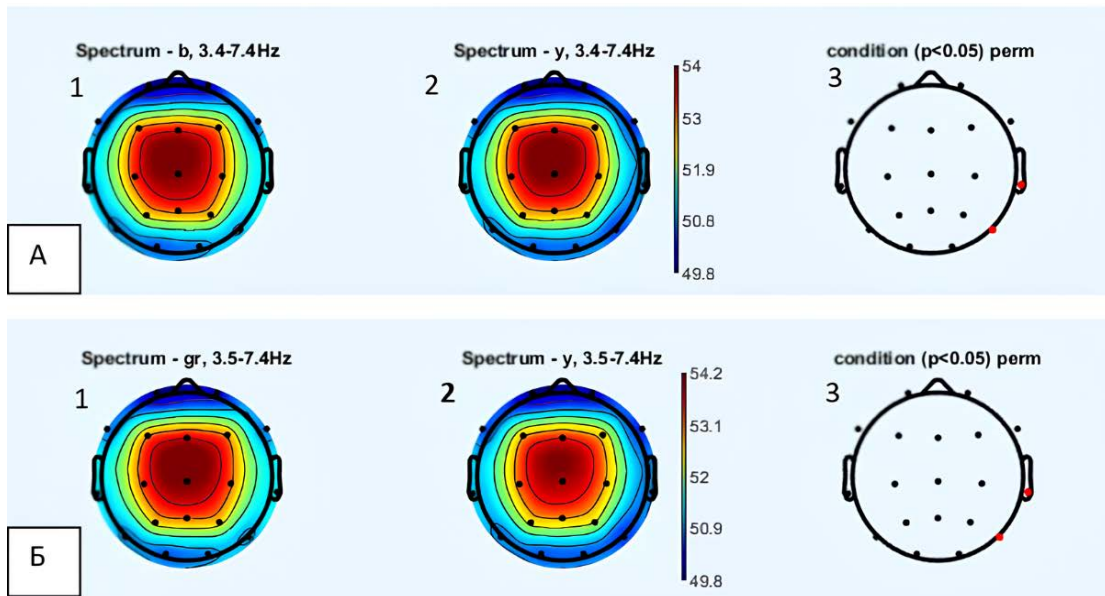 Spectrum - b, 3.4-7.4Hz
Spectrum - y, 3.4-7.4Hz
condition (p<0.05) perm
1
2
3
54
53
51.9
50.8
49.8
А
Spectrum - gr, 3.5-7.4Hz
Spectrum - y, 3.5-7.4Hz
condition (p<0.05) perm
1
2
3
54.2
53.1
52
50.9
49.8
Б